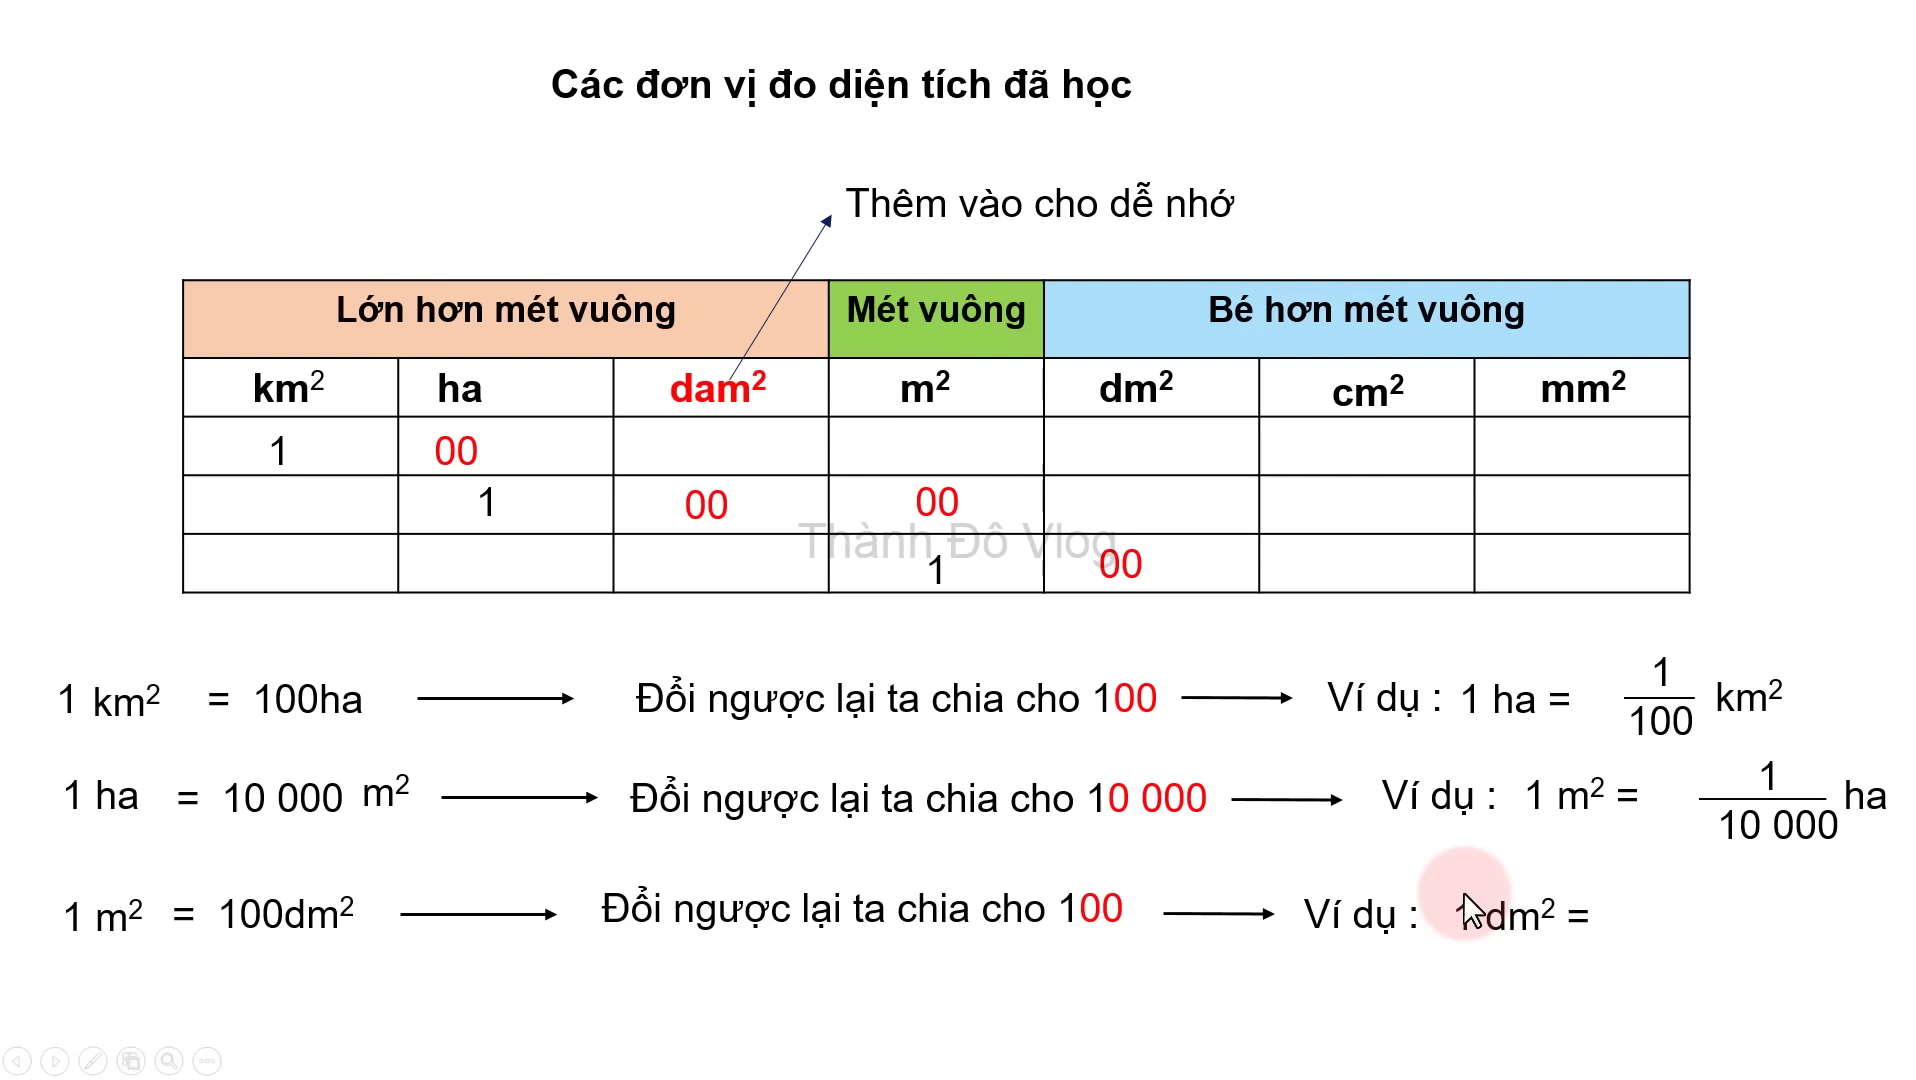 Các đơn vị đo diện tích đã học
Thêm vào cho dễ nhớ
Lớn hơn mét vuông Mét vuông Bé hơn mét vuông
km² ha dam² m² dm² cm² mm²
1 00
1 00 00
Thành Đô Vlog
1 00
1 km² = 100ha Đổi ngược lại ta chia cho 100 Ví dụ : 1 ha = 1/100 km²
1 ha = 10 000 m² Đổi ngược lại ta chia cho 10 000 Ví dụ : 1 m² = 1/10 000 ha
1 m² = 100dm² Đổi ngược lại ta chia cho 100 Ví dụ : 1 dm² =